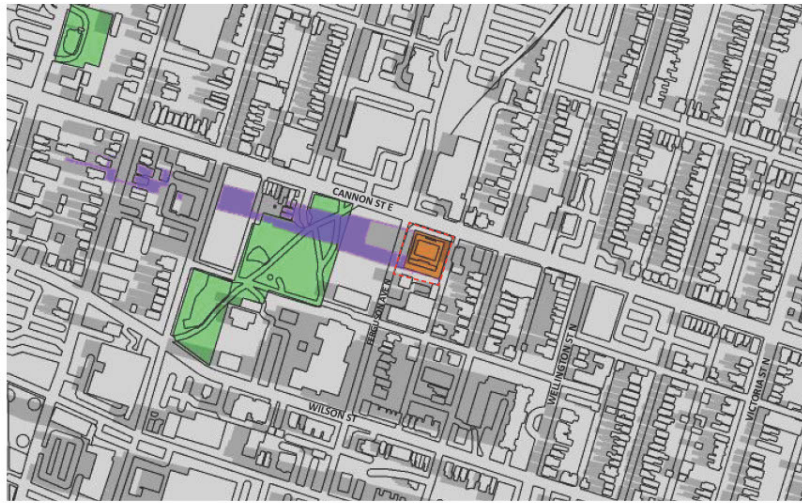 CANNON ST E
FERGUSON AVE N
WELLINGTON ST N
VICTORIA ST N
WILSON ST